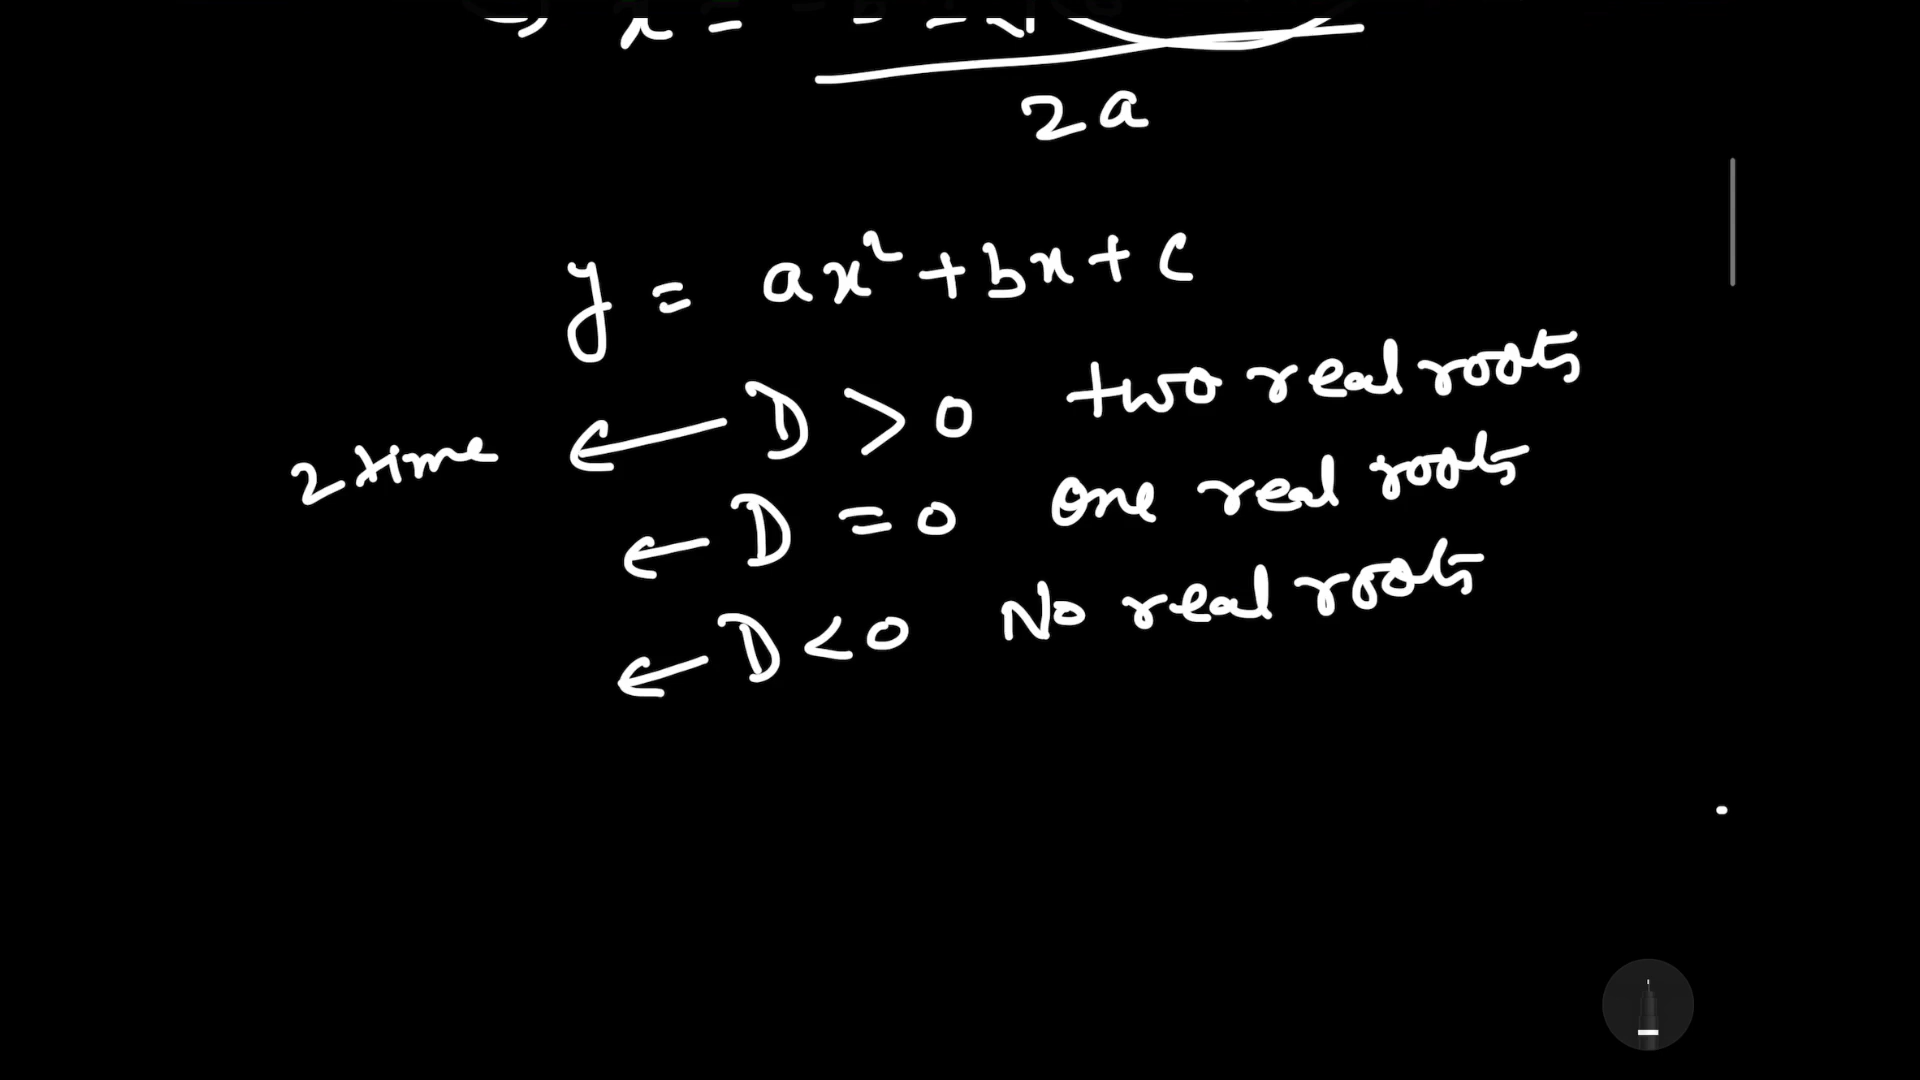 x =
2a
y = ax² + bx + c
2 time ← D > 0 two real roots
← D = 0 one real roots
← D < 0 No real roots